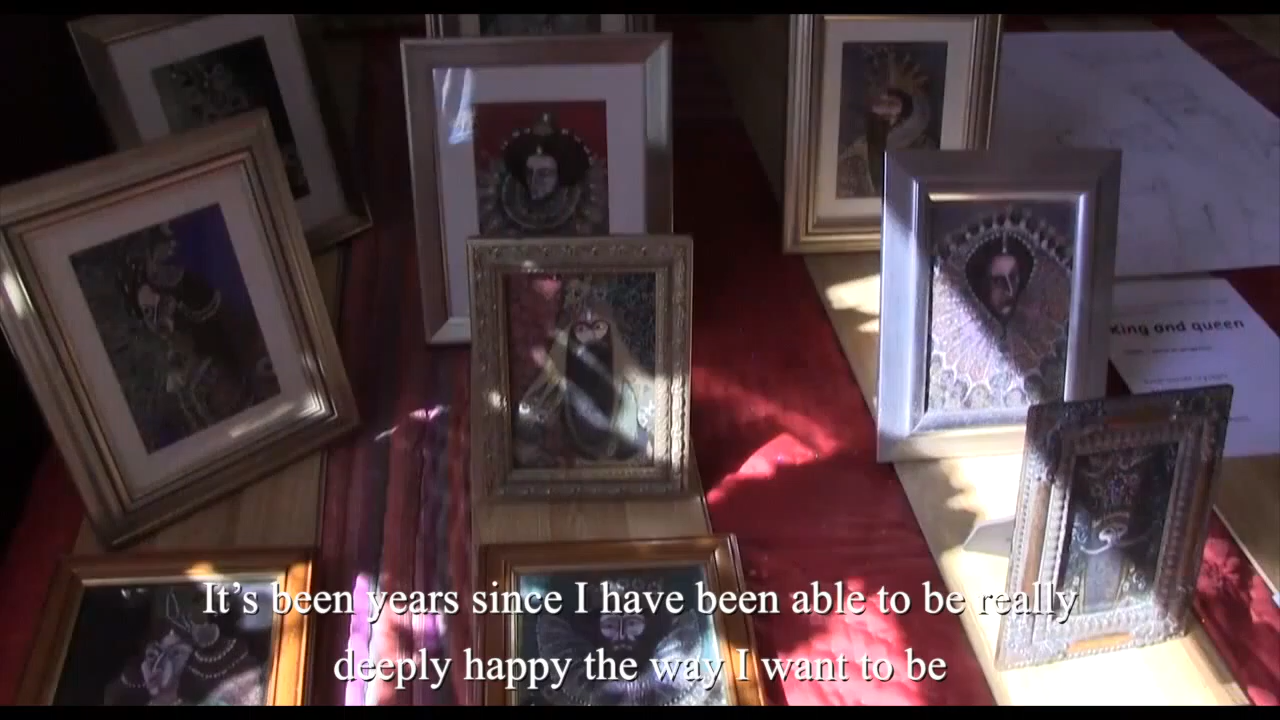 King and queen
It's been years since I have been able to be really
deeply happy the way I want to be